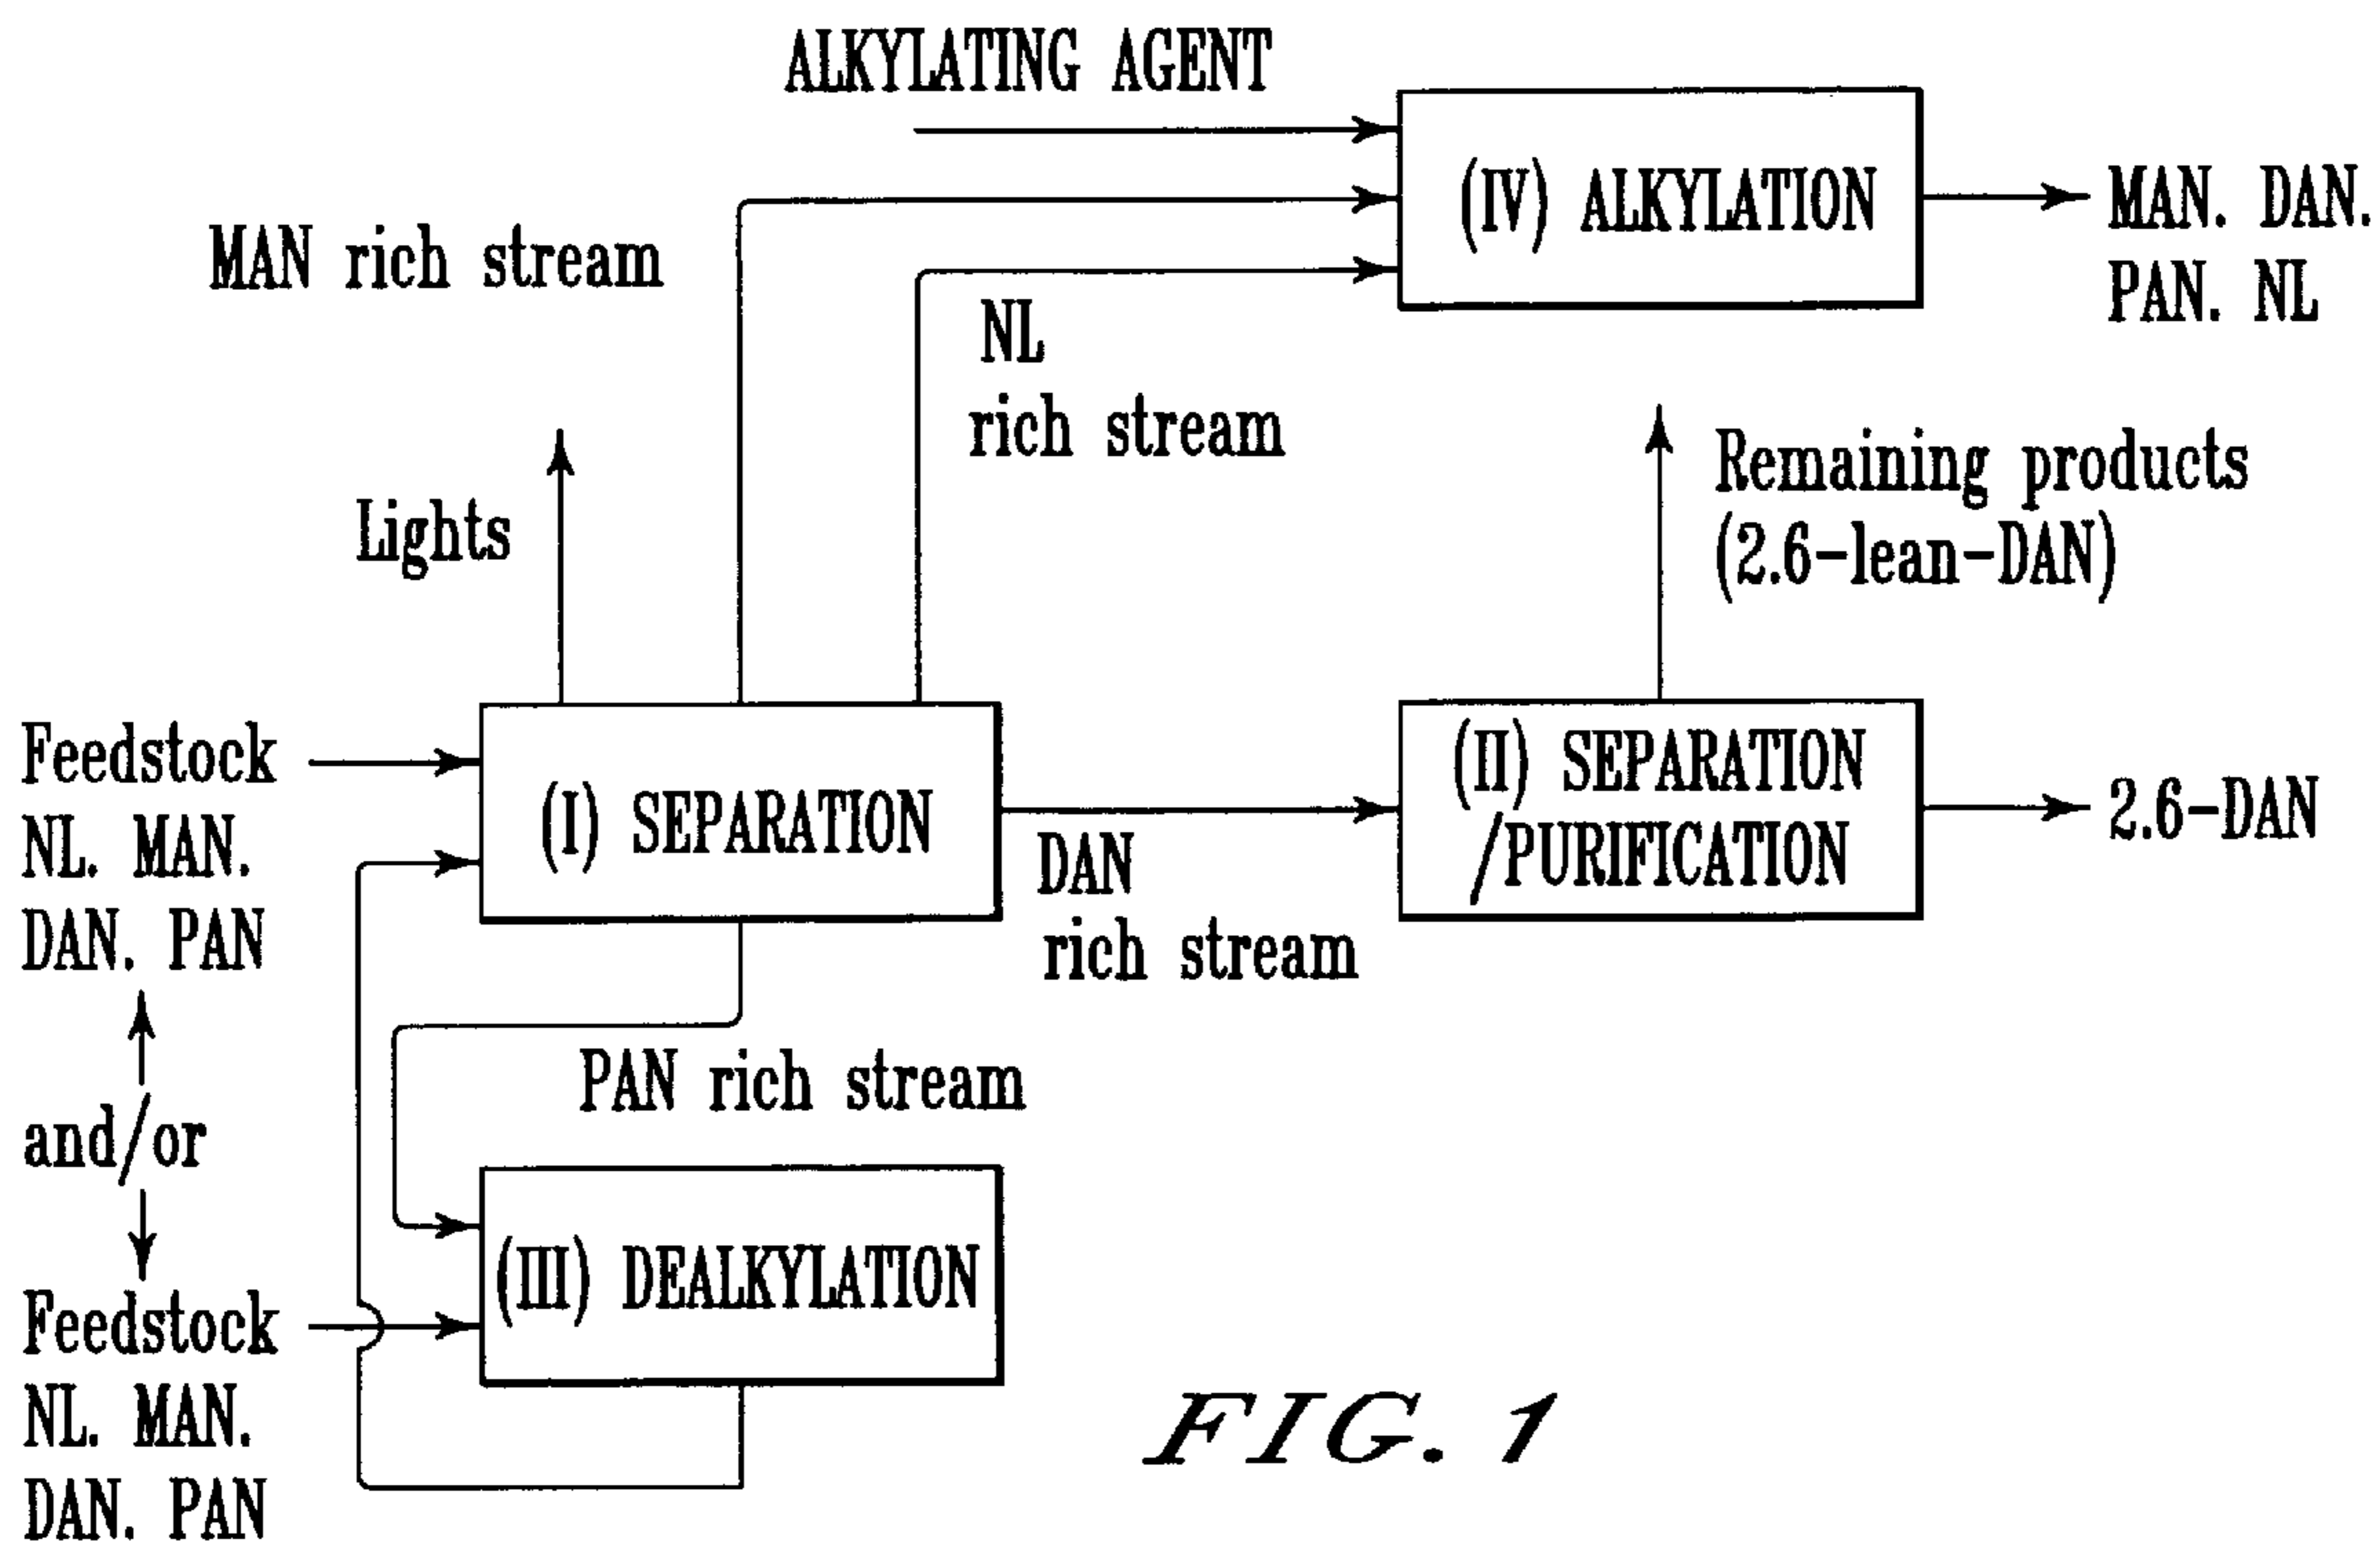 ALKYLATING AGENT
(IV) ALKYLATION
MAN. DAN.
PAN. NL
MAN rich stream
NL
rich stream
Lights
Remaining products
(2.6-lean-DAN)
Feedstock
NL. MAN.
DAN. PAN
(I) SEPARATION
DAN
rich stream
(II) SEPARATION
/PURIFICATION
2.6-DAN
and/or
PAN rich stream
Feedstock
NL. MAN.
DAN. PAN
(III) DEALKYLATION
FIG. 1